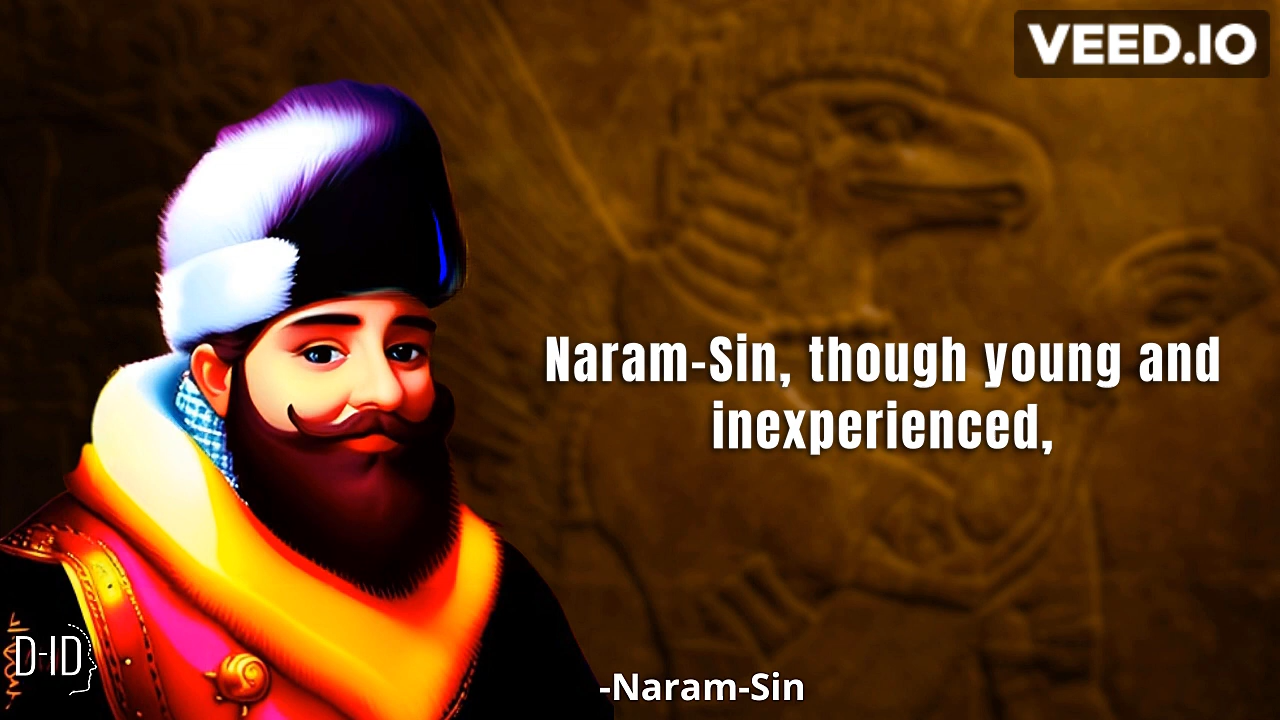 VEED.IO
Naram-Sin, though young and
inexperienced,
D-ID
-Naram-Sin